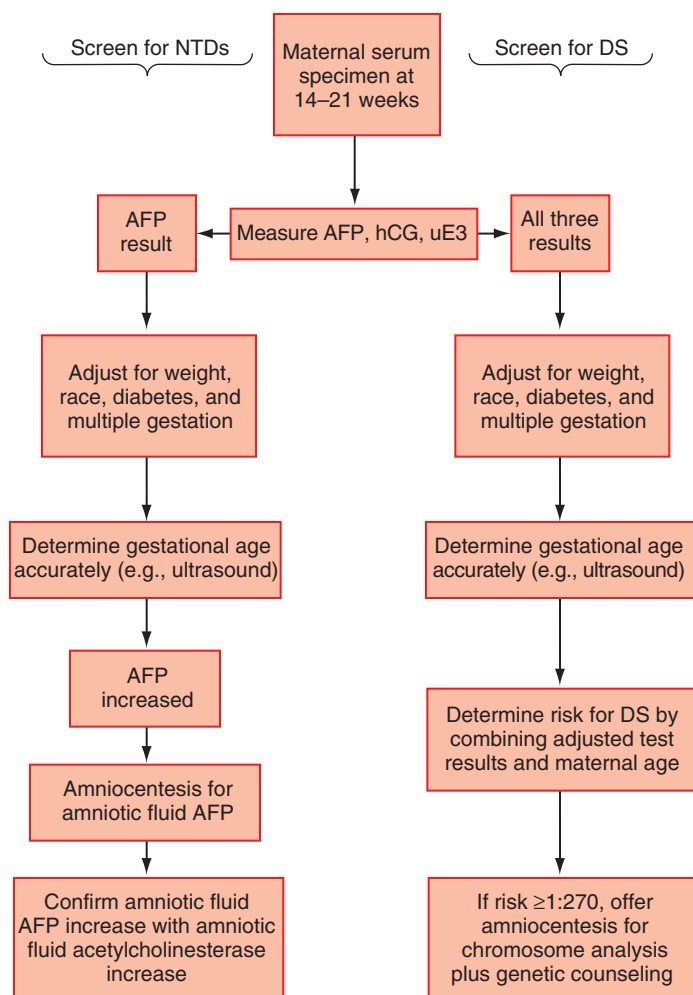 Screen for NTDs
Maternal serum
specimen at
14–21 weeks
Screen for DS
AFP
result
Measure AFP, hCG, uE3
All three
results
Adjust for weight,
race, diabetes, and
multiple gestation
Adjust for weight,
race, diabetes, and
multiple gestation
Determine gestational age
accurately (e.g., ultrasound)
Determine gestational age
accurately (e.g., ultrasound)
AFP
increased
Determine risk for DS by
combining adjusted test
results and maternal age
Amniocentesis for
amniotic fluid AFP
Confirm amniotic fluid
AFP increase with amniotic
fluid acetylcholinesterase
increase
If risk ≥1:270, offer
amniocentesis for
chromosome analysis
plus genetic counseling